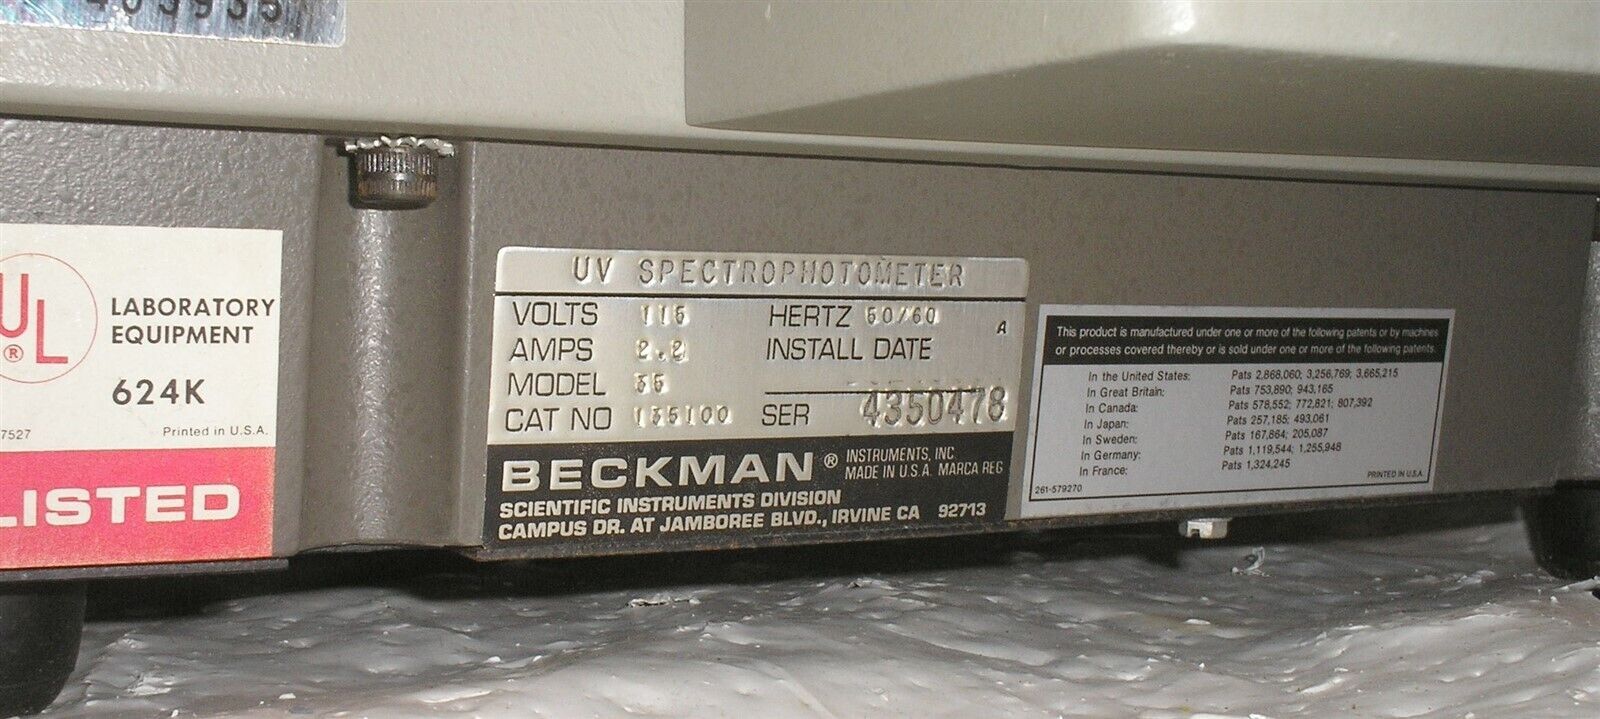 403935
UL ®
LABORATORY
EQUIPMENT
624K
7527 Printed in U.S.A.
LISTED
UV SPECTROPHOTOMETER
VOLTS 115 HERTZ 50/60 A
AMPS 2.2 INSTALL DATE
MODEL 35
CAT NO 135100 SER 4350478
BECKMAN ® INSTRUMENTS, INC.
MADE IN U.S.A. MARCA REG
SCIENTIFIC INSTRUMENTS DIVISION
CAMPUS DR. AT JAMBOREE BLVD., IRVINE CA 92713
This product is manufactured under one or more of the following patents or by machines
or processes covered thereby or is sold under one or more of the following patents.
In the United States: Pats 2,868,060; 3,256,769; 3,665,215
In Great Britain: Pats 753,890; 943,165
In Canada: Pats 578,552; 772,821; 807,392
In Japan: Pats 257,185; 493,061
In Sweden: Pats 167,864; 205,087
In Germany: Pats 1,119,544; 1,255,948
In France: Pats 1,324,245
261-579270 PRINTED IN U.S.A.